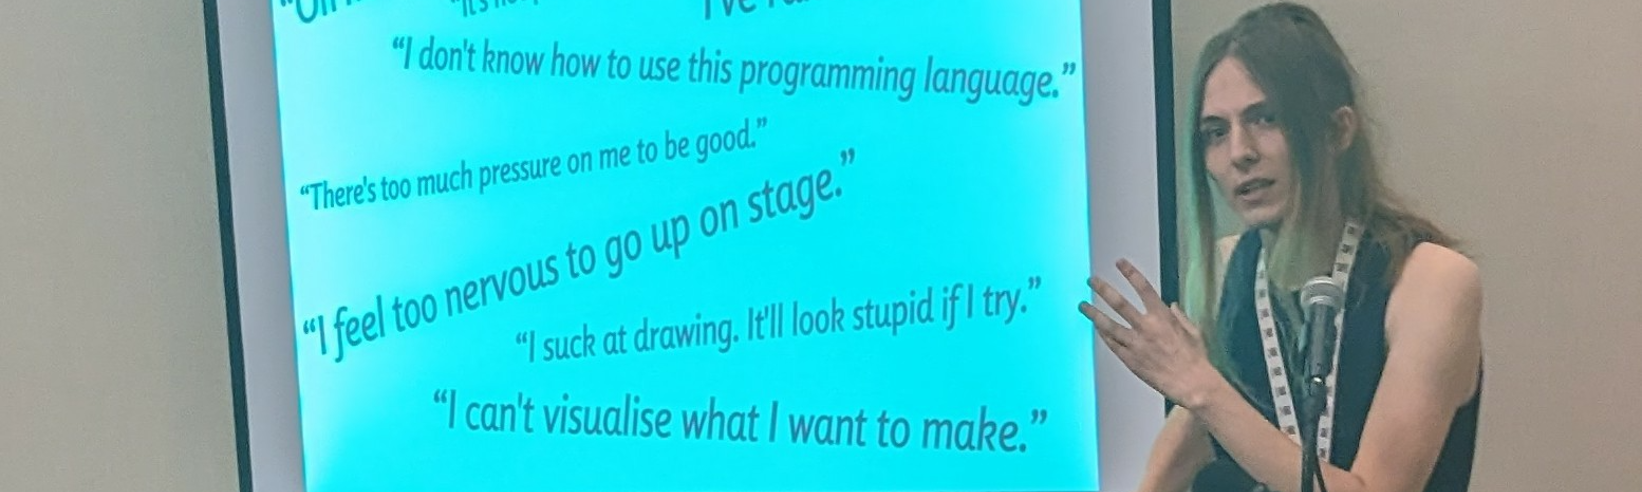 “I don't know how to use this programming language.”
“There's too much pressure on me to be good.”
“I feel too nervous to go up on stage.”
“I suck at drawing. It'll look stupid if I try.”
“I can't visualise what I want to make.”